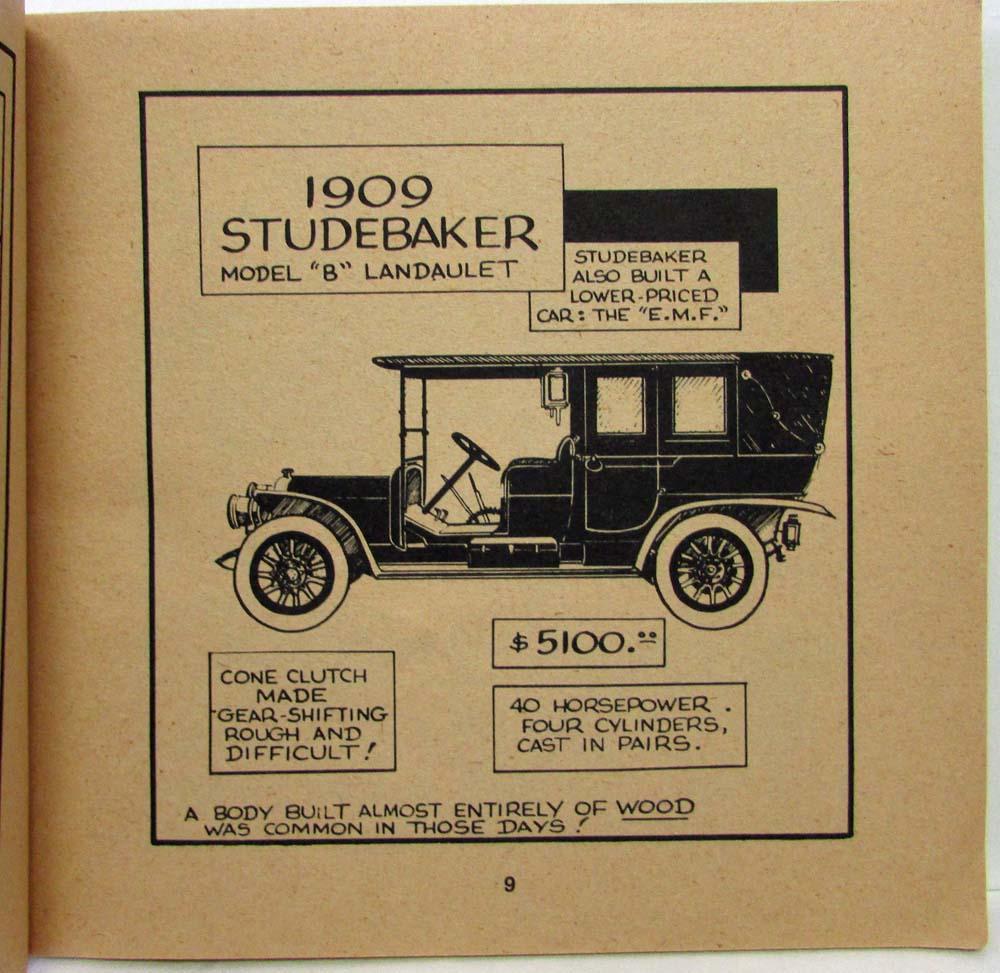 1909
STUDEBAKER
MODEL "B" LANDAULET
STUDEBAKER
ALSO BUILT A
LOWER-PRICED
CAR: THE "E.M.F."
$5100.00
CONE CLUTCH
MADE
GEAR-SHIFTING
ROUGH AND
DIFFICULT!
40 HORSEPOWER.
FOUR CYLINDERS,
CAST IN PAIRS.
A BODY BUILT ALMOST ENTIRELY OF WOOD
WAS COMMON IN THOSE DAYS!
9